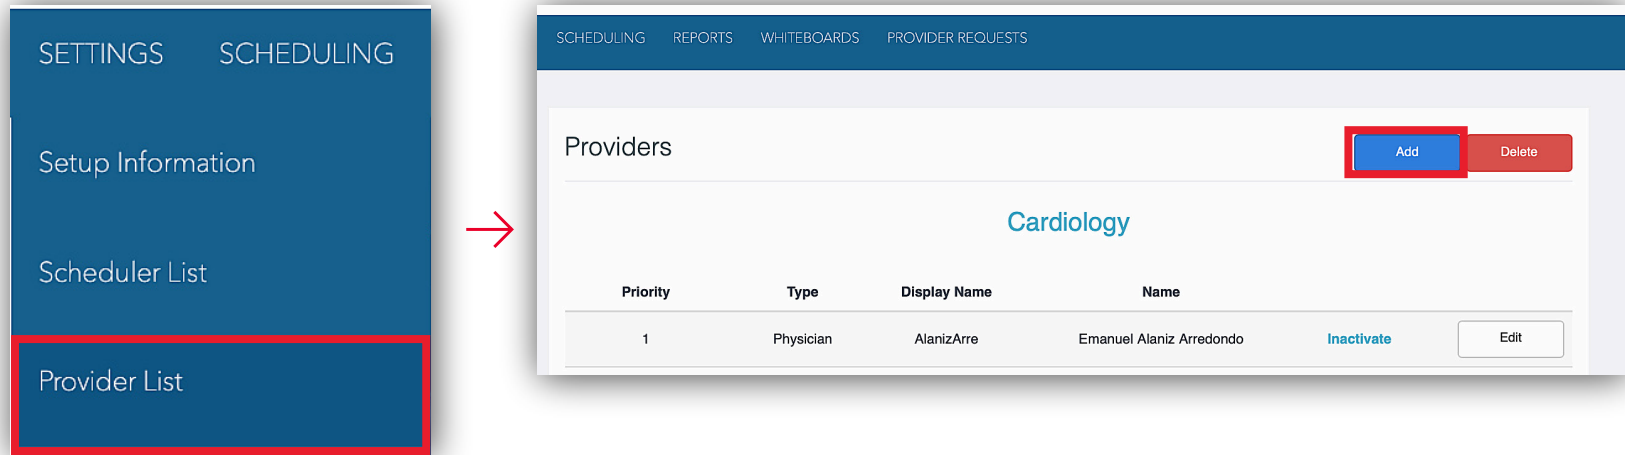 SETTINGS SCHEDULING
Setup Information
Scheduler List
Provider List
SCHEDULING REPORTS WHITEBOARDS PROVIDER REQUESTS
Providers Add Delete
Cardiology
Priority Type Display Name Name
1 Physician AlanizArre Emanuel Alaniz Arredondo Inactivate Edit